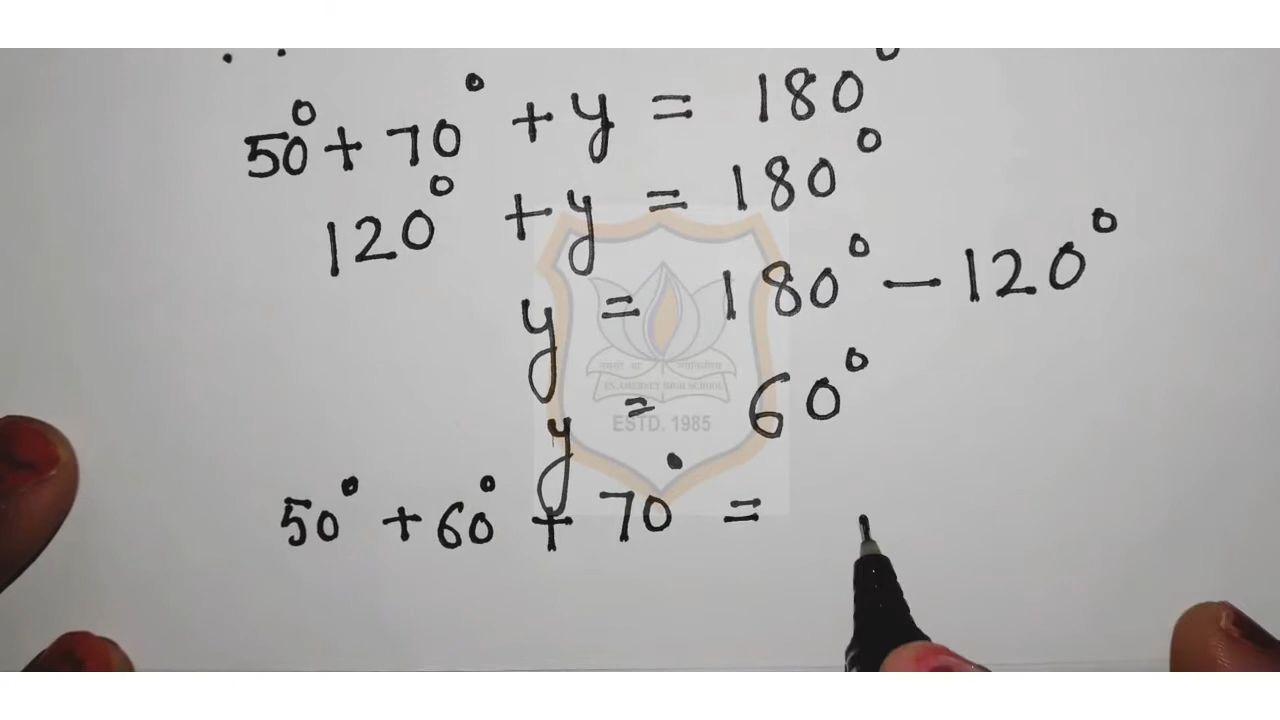 50° + 70° + y = 180°
120° + y = 180°
y = 180° - 120°
y = 60°
50° + 60° + 70° =
ESTD. 1985